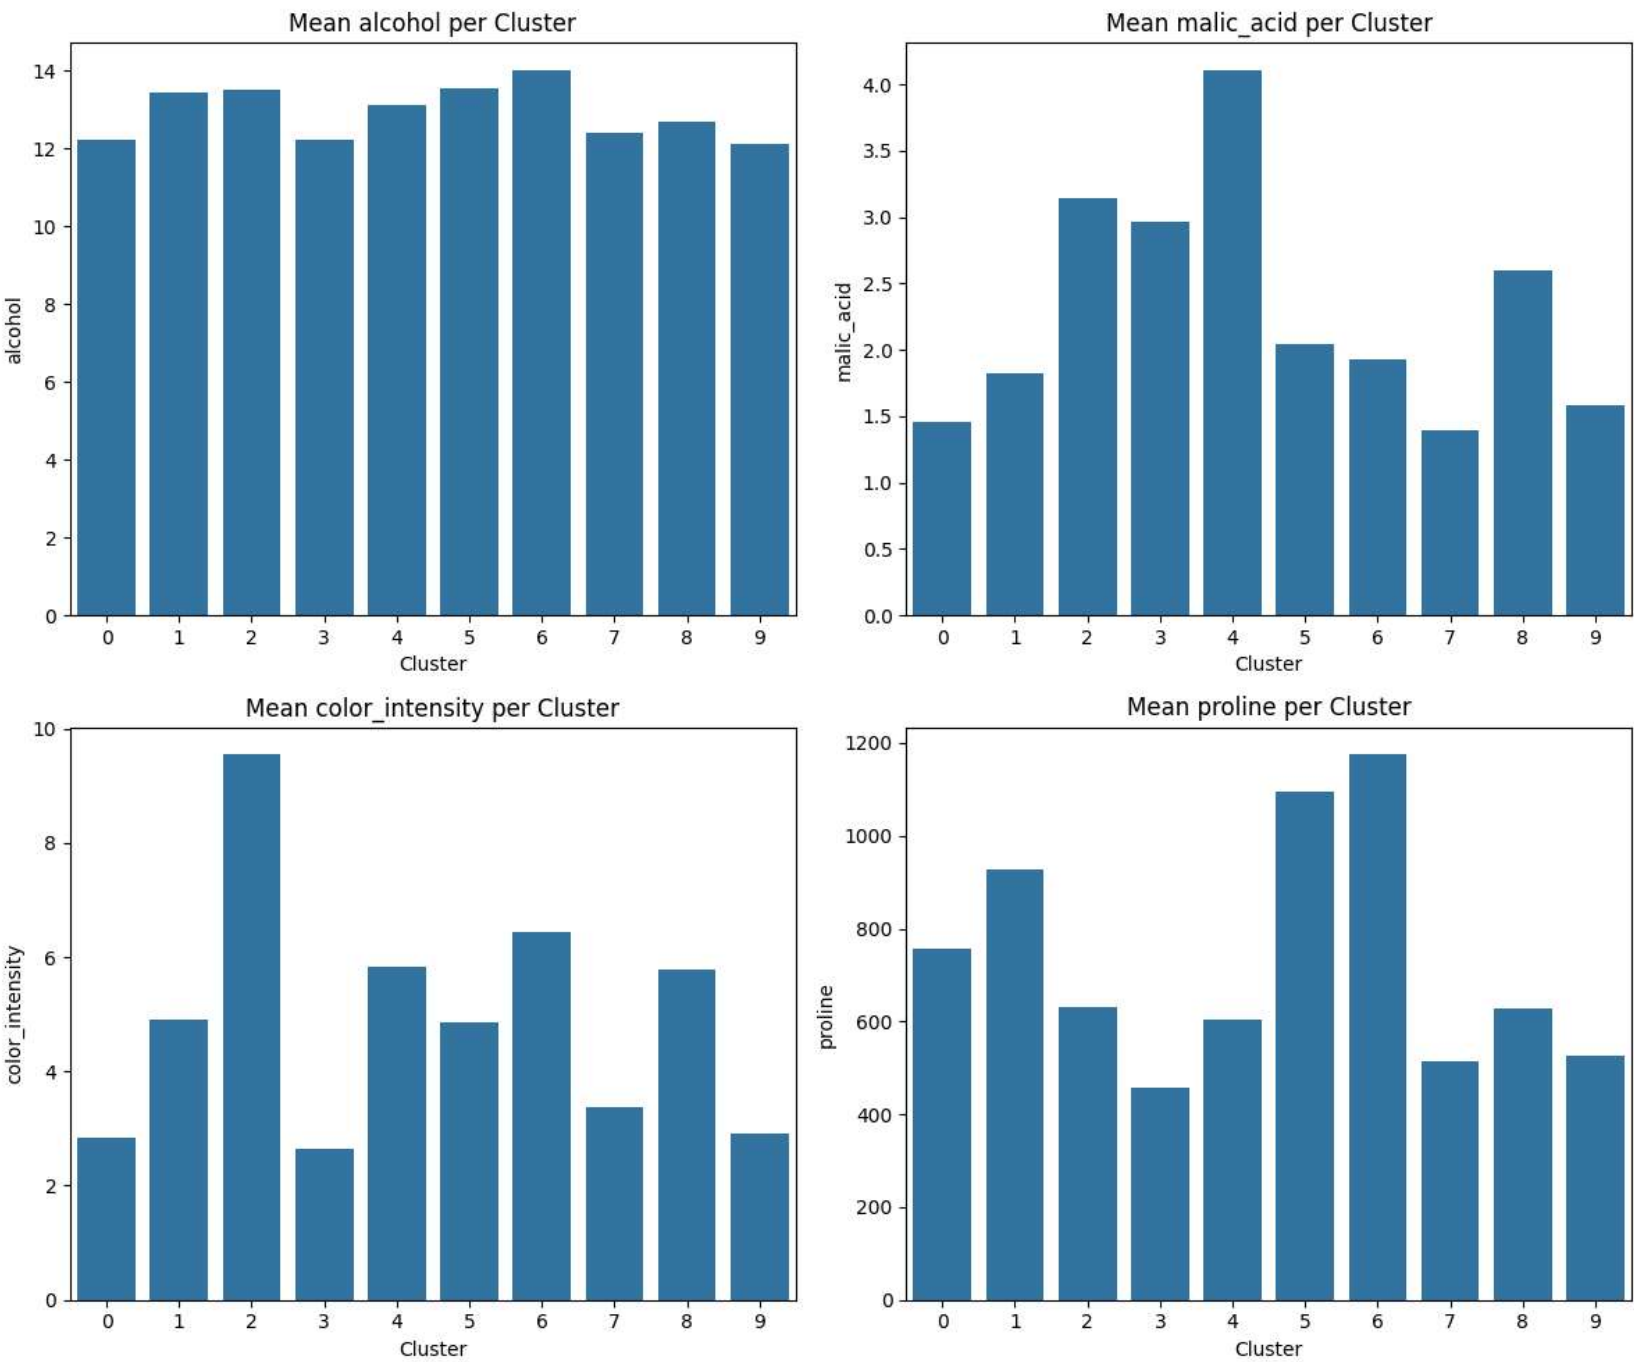 Mean alcohol per Cluster
14
12
10
8
6
4
2
0
alcohol
0 1 2 3 4 5 6 7 8 9
Cluster
Mean malic_acid per Cluster
4.0
3.5
3.0
2.5
2.0
1.5
1.0
0.5
0.0
malic_acid
0 1 2 3 4 5 6 7 8 9
Cluster
Mean color_intensity per Cluster
10
8
6
4
2
0
color_intensity
0 1 2 3 4 5 6 7 8 9
Cluster
Mean proline per Cluster
1200
1000
800
600
400
200
0
proline
0 1 2 3 4 5 6 7 8 9
Cluster